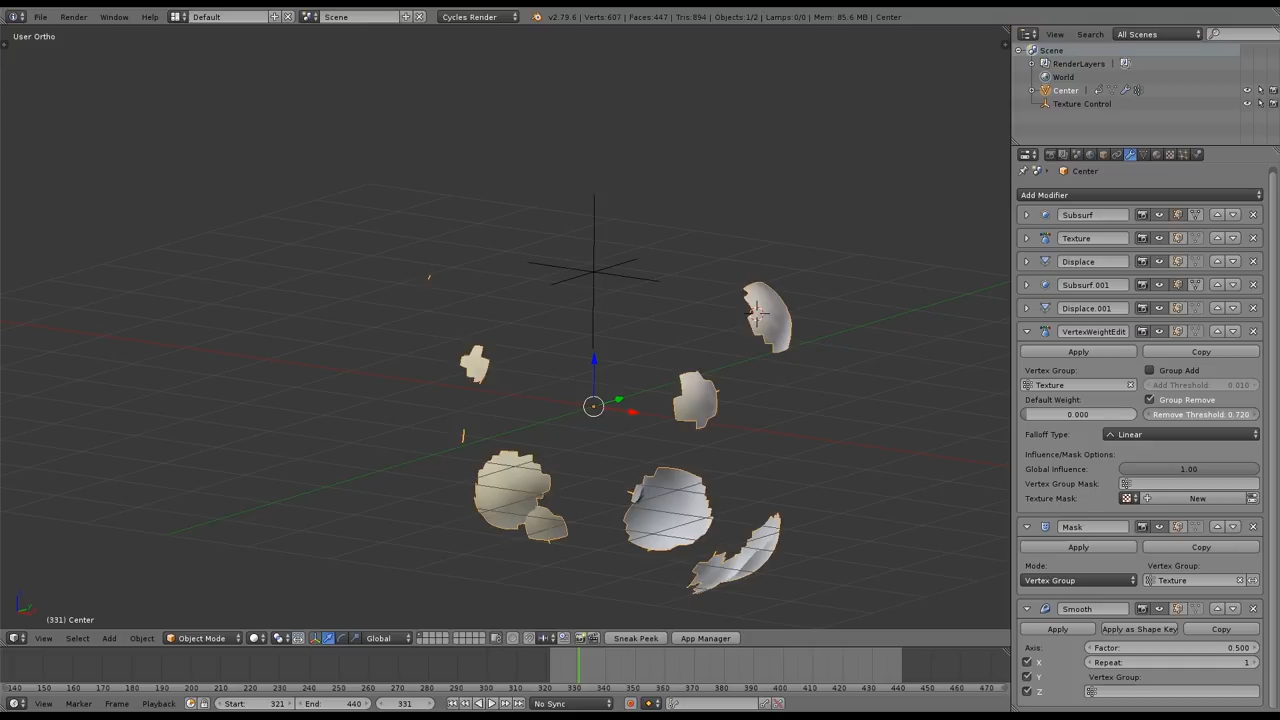 File Render Window Help Default Scene Cycles Render v2.79.6 | Verts:607 | Faces:447 | Tris:894 | Objects:1/2 | Lamps:0/0 | Mem: 85.6 MB | Center
User Ortho
View Search All Scenes
Scene
RenderLayers
World
Center
Texture Control
Center
Add Modifier
Subsurf
Texture
Displace
Subsurf.001
Displace.001
VertexWeightEdit
Apply Copy
Vertex Group: Group Add
Texture Add Threshold: 0.010
Default Weight: Group Remove
0.000 Remove Threshold: 0.720
Falloff Type: Linear
Influence/Mask Options:
Global Influence: 1.00
Vertex Group Mask:
Texture Mask: New
Mask
Apply Copy
Mode: Vertex Group:
Vertex Group Texture
Smooth
Apply Apply as Shape Key Copy
Axis: Factor: 0.500
X Repeat: 1
Y Vertex Group:
Z
(331) Center
View Select Add Object Object Mode Global Sneak Peek App Manager
140 150 160 170 180 190 200 210 220 230 240 250 260 270 280 290 300 310 320 330 340 350 360 370 380 390 400 410 420 430 440 450 460 470
View Marker Frame Playback Start: 321 End: 440 331 No Sync